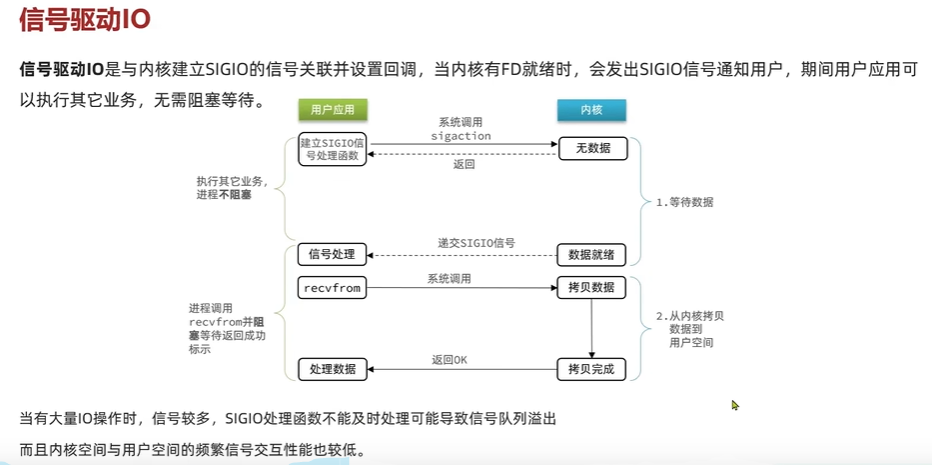 信号驱动IO
信号驱动IO是与内核建立SIGIO的信号关联并设置回调，当内核有FD就绪时，会发出SIGIO信号通知用户，期间用户应用可
以执行其它业务，无需阻塞等待。
用户应用
内核
系统调用
sigaction
建立SIGIO信
号处理函数
无数据
返回
执行其它业务，
进程不阻塞
1.等待数据
递交SIGIO信号
信号处理
数据就绪
系统调用
recvfrom
拷贝数据
进程调用
recvfrom并阻
塞等待返回成功
标示
2.从内核拷贝
数据到
用户空间
返回OK
处理数据
拷贝完成
当有大量IO操作时，信号较多，SIGIO处理函数不能及时处理可能导致信号队列溢出
而且内核空间与用户空间的频繁信号交互性能也较低。